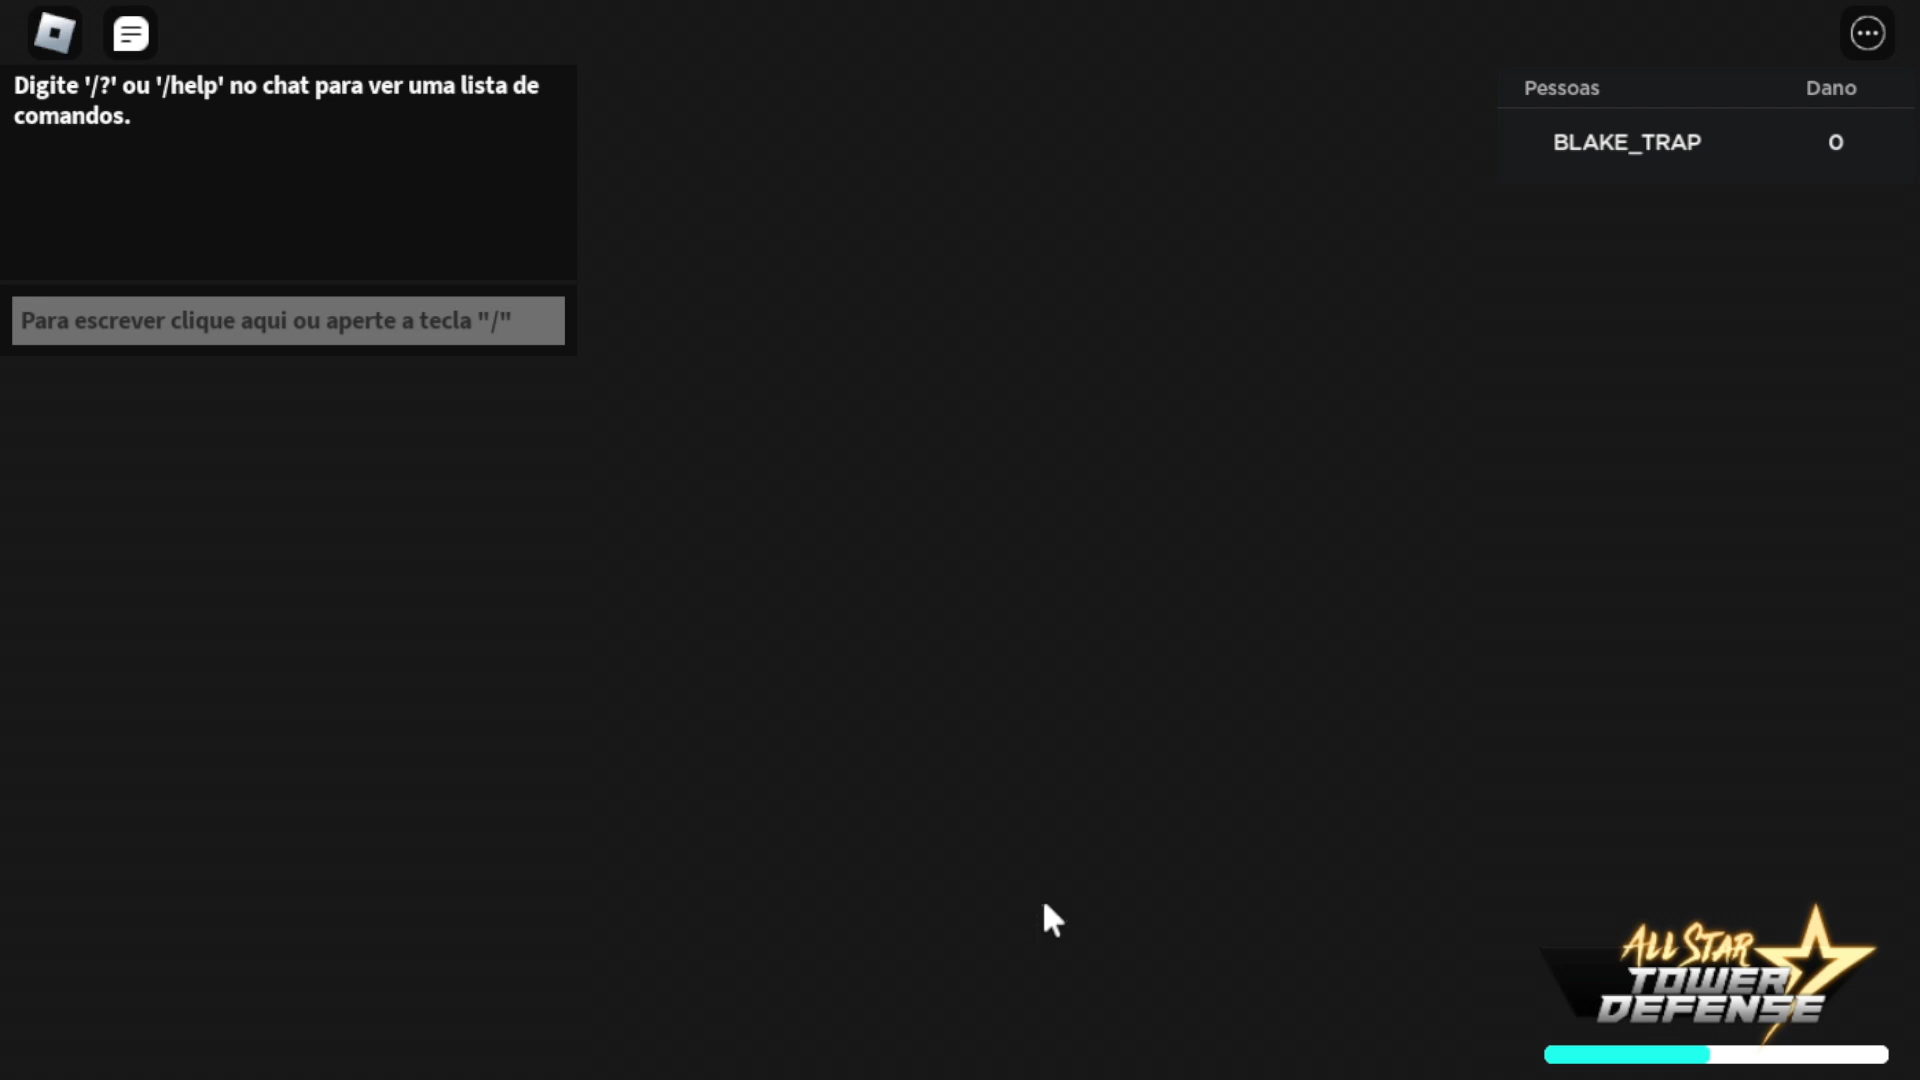 Digite '/?' ou '/help' no chat para ver uma lista de
comandos.
Para escrever clique aqui ou aperte a tecla "/"
Pessoas Dano
BLAKE_TRAP 0
ALL STAR
TOWER
DEFENSE